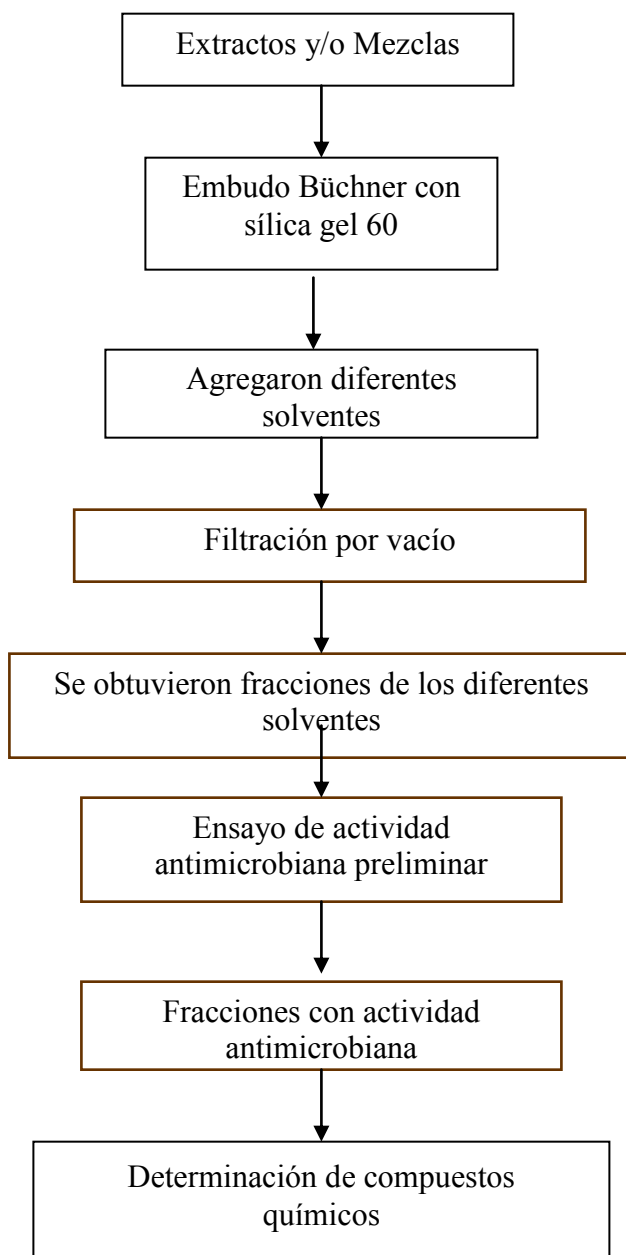 Extractos y/o Mezclas
Embudo Büchner con
sílica gel 60
Agregaron diferentes
solventes
Filtración por vacío
Se obtuvieron fracciones de los diferentes
solventes
Ensayo de actividad
antimicrobiana preliminar
Fracciones con actividad
antimicrobiana
Determinación de compuestos
químicos